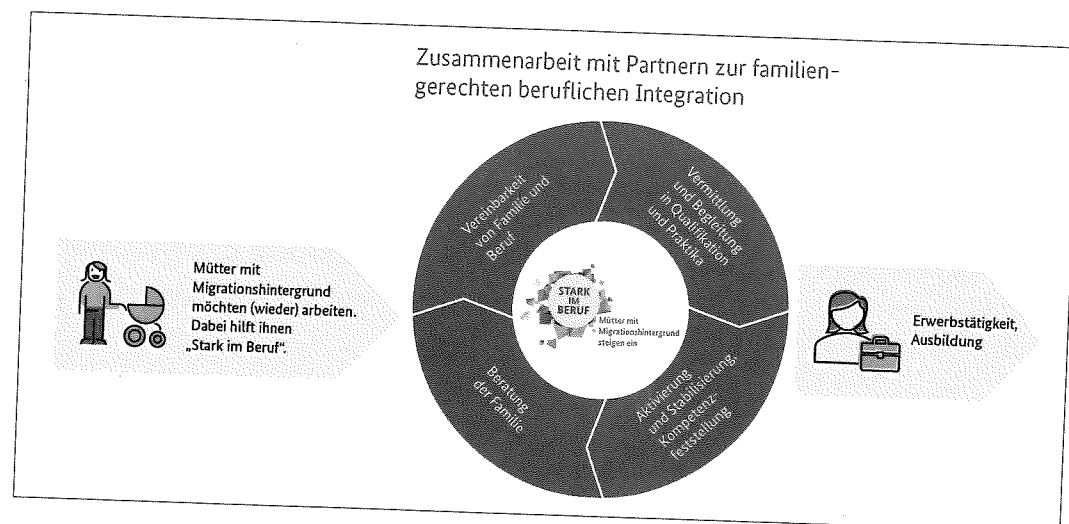 Zusammenarbeit mit Partnern zur familien-
gerechten beruflichen Integration
Mütter mit
Migrationshintergrund
möchten (wieder) arbeiten.
Dabei hilft ihnen
„Stark im Beruf“.
Vereinbarkeit
von Familie und
Beruf
Vermittlung
und Begleitung
in Qualifikation
und Praktika
STARK
IM
BERUF
Mütter mit
Migrationshintergrund
steigen ein
Beratung
der Familie
Aktivierung
und Stabilisierung,
Kompetenz-
feststellung
Erwerbstätigkeit,
Ausbildung